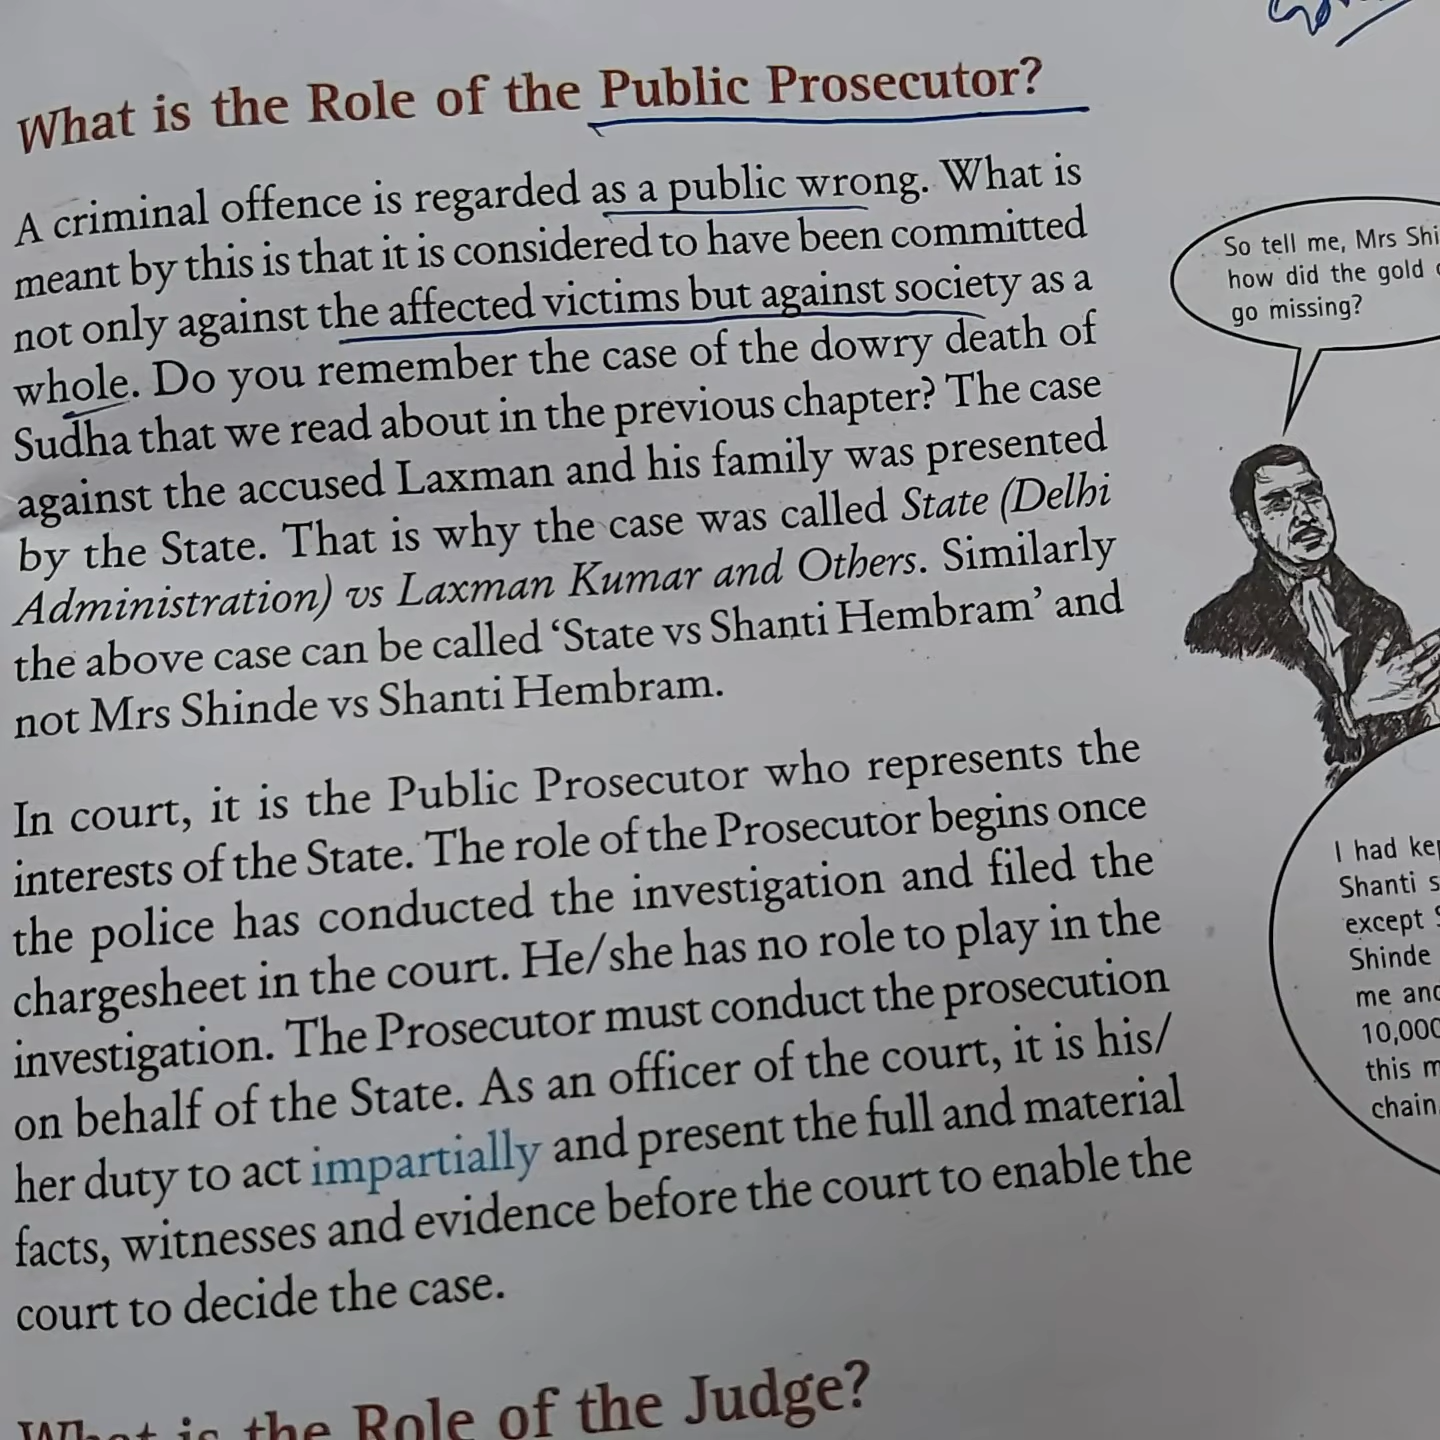 What is the Role of the Public Prosecutor?
A criminal offence is regarded as a public wrong. What is
meant by this is that it is considered to have been committed
not only against the affected victims but against society as a
whole. Do you remember the case of the dowry death of
Sudha that we read about in the previous chapter? The case
against the accused Laxman and his family was presented
by the State. That is why the case was called State (Delhi
Administration) vs Laxman Kumar and Others. Similarly
the above case can be called ‘State vs Shanti Hembram’ and
not Mrs Shinde vs Shanti Hembram.
In court, it is the Public Prosecutor who represents the
interests of the State. The role of the Prosecutor begins once
the police has conducted the investigation and filed the
chargesheet in the court. He/she has no role to play in the
investigation. The Prosecutor must conduct the prosecution
on behalf of the State. As an officer of the court, it is his/
her duty to act impartially and present the full and material
facts, witnesses and evidence before the court to enable the
court to decide the case.
What is the Role of the Judge?
So tell me, Mrs Shi
how did the gold
go missing?
I had kep
Shanti s
except
Shinde
me and
10,000
this m
chain